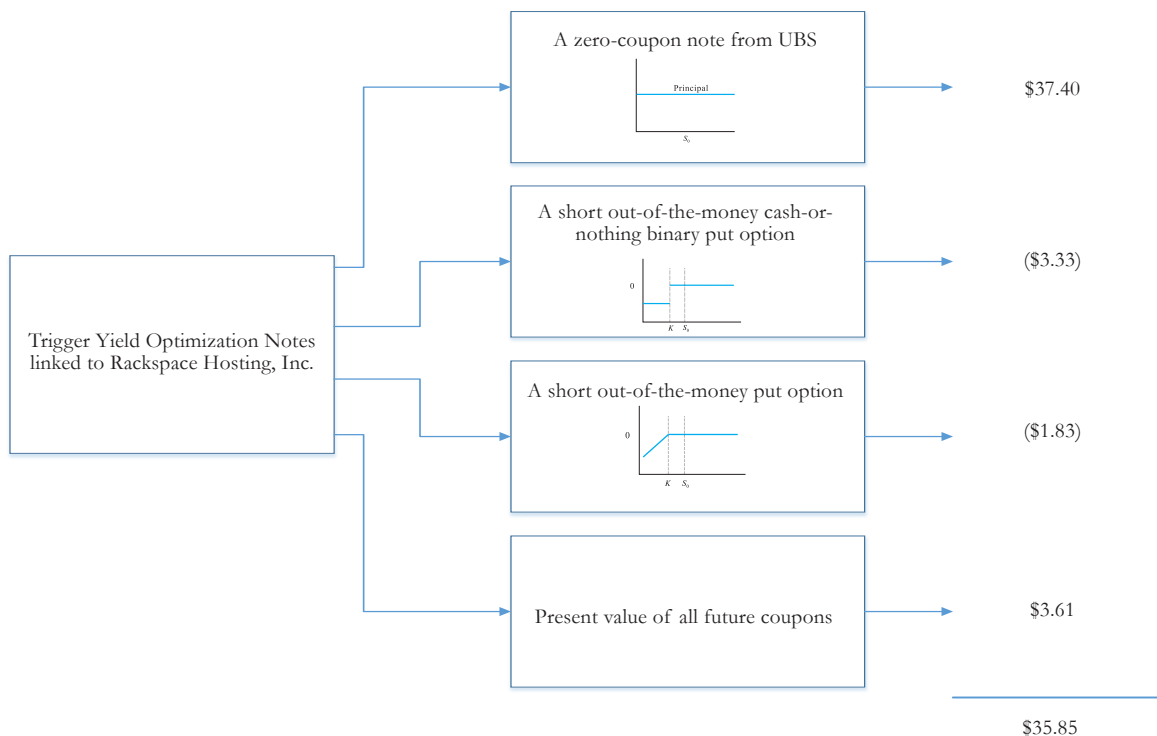 A zero-coupon note from UBS
Principal
S0
$37.40
A short out-of-the-money cash-or-
nothing binary put option
0
K S0
($3.33)
Trigger Yield Optimization Notes
linked to Rackspace Hosting, Inc.
A short out-of-the-money put option
0
K S0
($1.83)
Present value of all future coupons
$3.61
$35.85